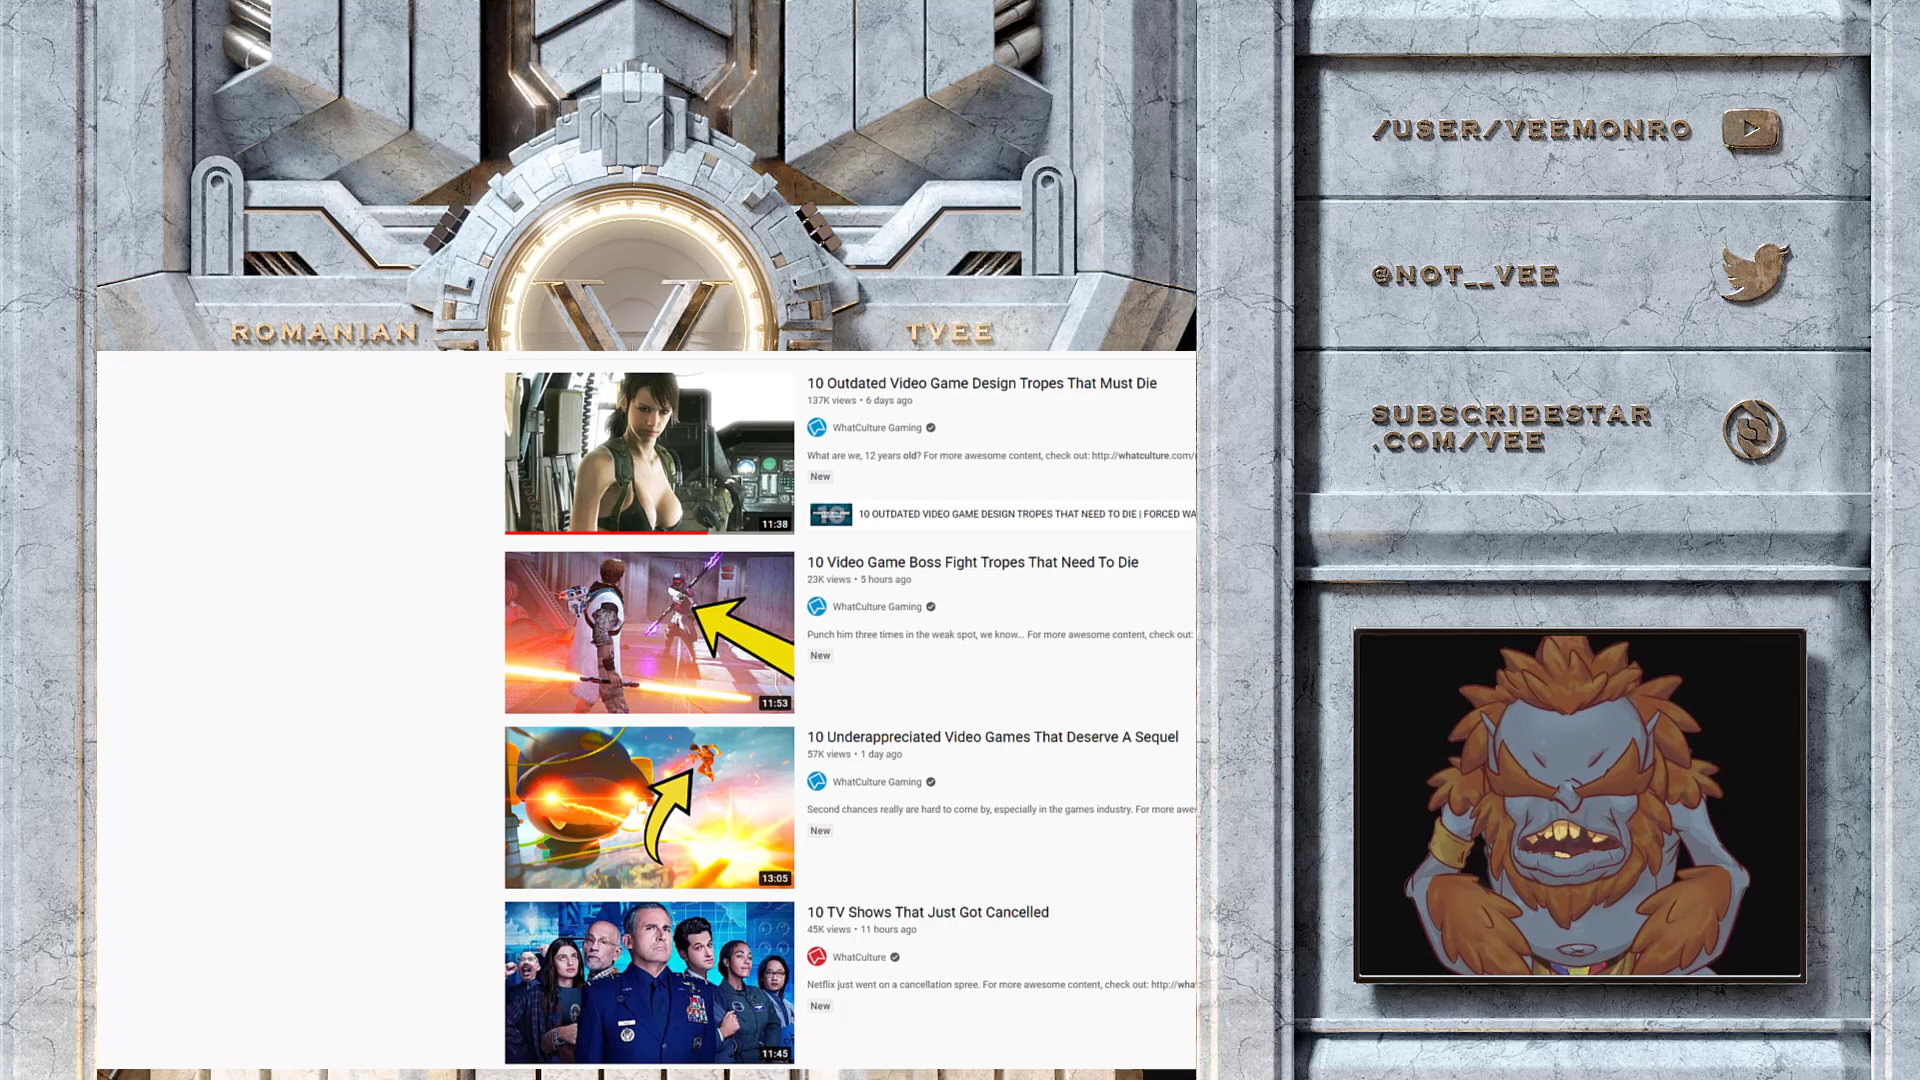 ROMANIAN
V
TVEE
10 Outdated Video Game Design Tropes That Must Die
137K views • 6 days ago
WhatCulture Gaming
What are we, 12 years old? For more awesome content, check out: http://whatculture.com/
New
10 OUTDATED VIDEO GAME DESIGN TROPES THAT NEED TO DIE | FORCED WA
11:38
10 Video Game Boss Fight Tropes That Need To Die
23K views • 5 hours ago
WhatCulture Gaming
Punch him three times in the weak spot, we know... For more awesome content, check out:
New
11:53
10 Underappreciated Video Games That Deserve A Sequel
57K views • 1 day ago
WhatCulture Gaming
Second chances really are hard to come by, especially in the games industry. For more awe
New
13:05
10 TV Shows That Just Got Cancelled
45K views • 11 hours ago
WhatCulture
Netflix just went on a cancellation spree. For more awesome content, check out: http://wha
New
11:45
/USER/VEEMONRO
@NOT__VEE
SUBSCRIBESTAR
.COM/VEE